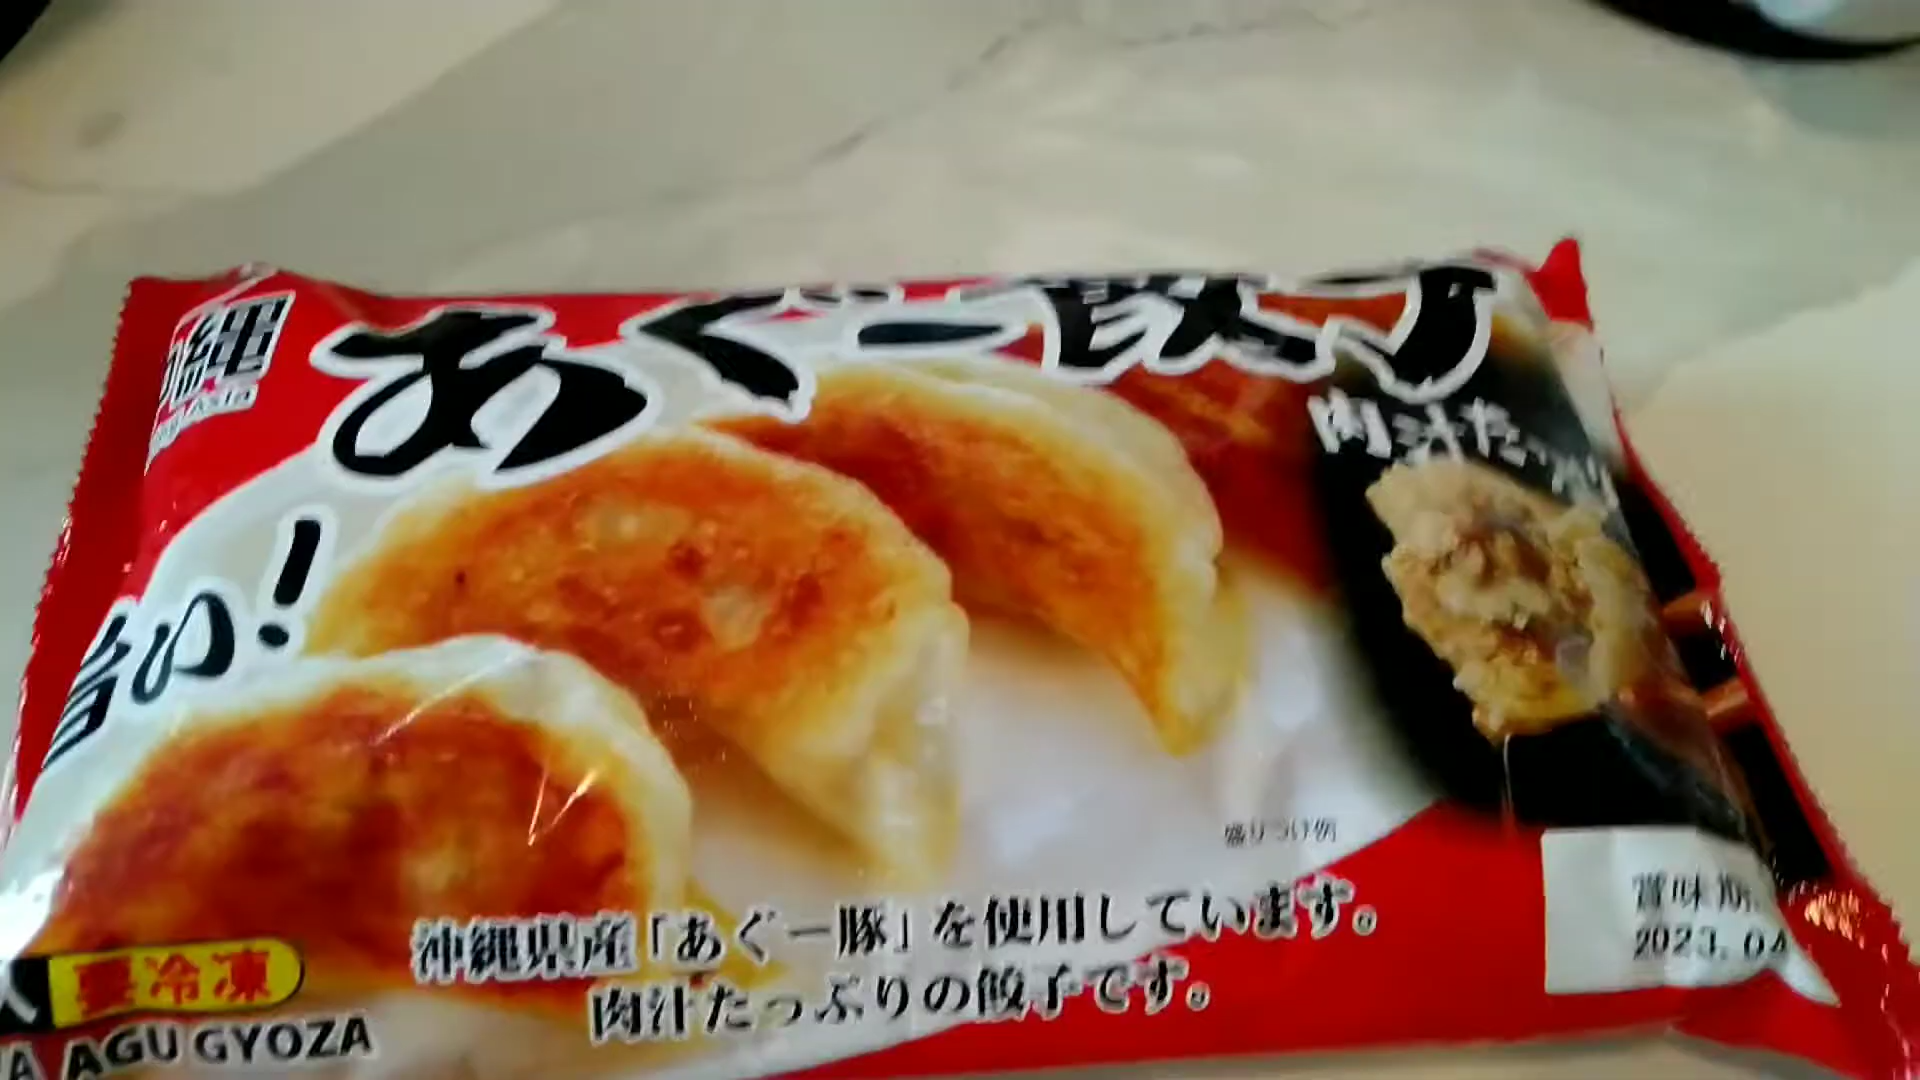 縄
あぐー餃子
肉汁たっぷり
旨い!
盛りつけ例
沖縄県産「あぐー豚」を使用しています。
肉汁たっぷりの餃子です。
賞味期
2023.04
要冷凍
A AGU GYOZA